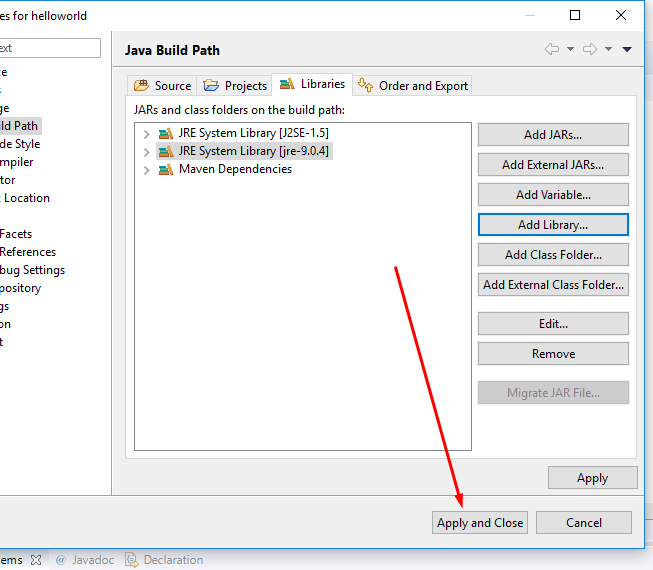 es for helloworld
ext
Java Build Path
e
s
ge
ild Path
de Style
mpiler
tor
t Location
Facets
References
bug Settings
pository
gs
on
t
Source
Projects
Libraries
Order and Export
JARs and class folders on the build path:
JRE System Library [J2SE-1.5]
JRE System Library [jre-9.0.4]
Maven Dependencies
Add JARs...
Add External JARs...
Add Variable...
Add Library...
Add Class Folder...
Add External Class Folder...
Edit...
Remove
Migrate JAR File...
Apply
Apply and Close
Cancel
ems
@ Javadoc
Declaration